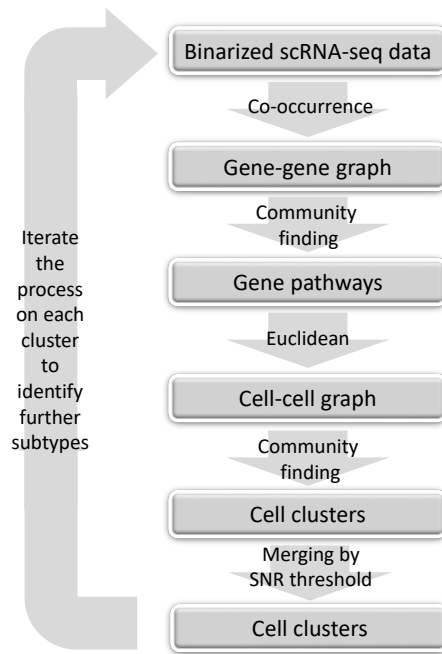 Binarized scRNA-seq data
Co-occurrence
Gene-gene graph
Community
finding
Gene pathways
Euclidean
Cell-cell graph
Community
finding
Cell clusters
Merging by
SNR threshold
Cell clusters
Iterate
the
process
on each
cluster
to
identify
further
subtypes